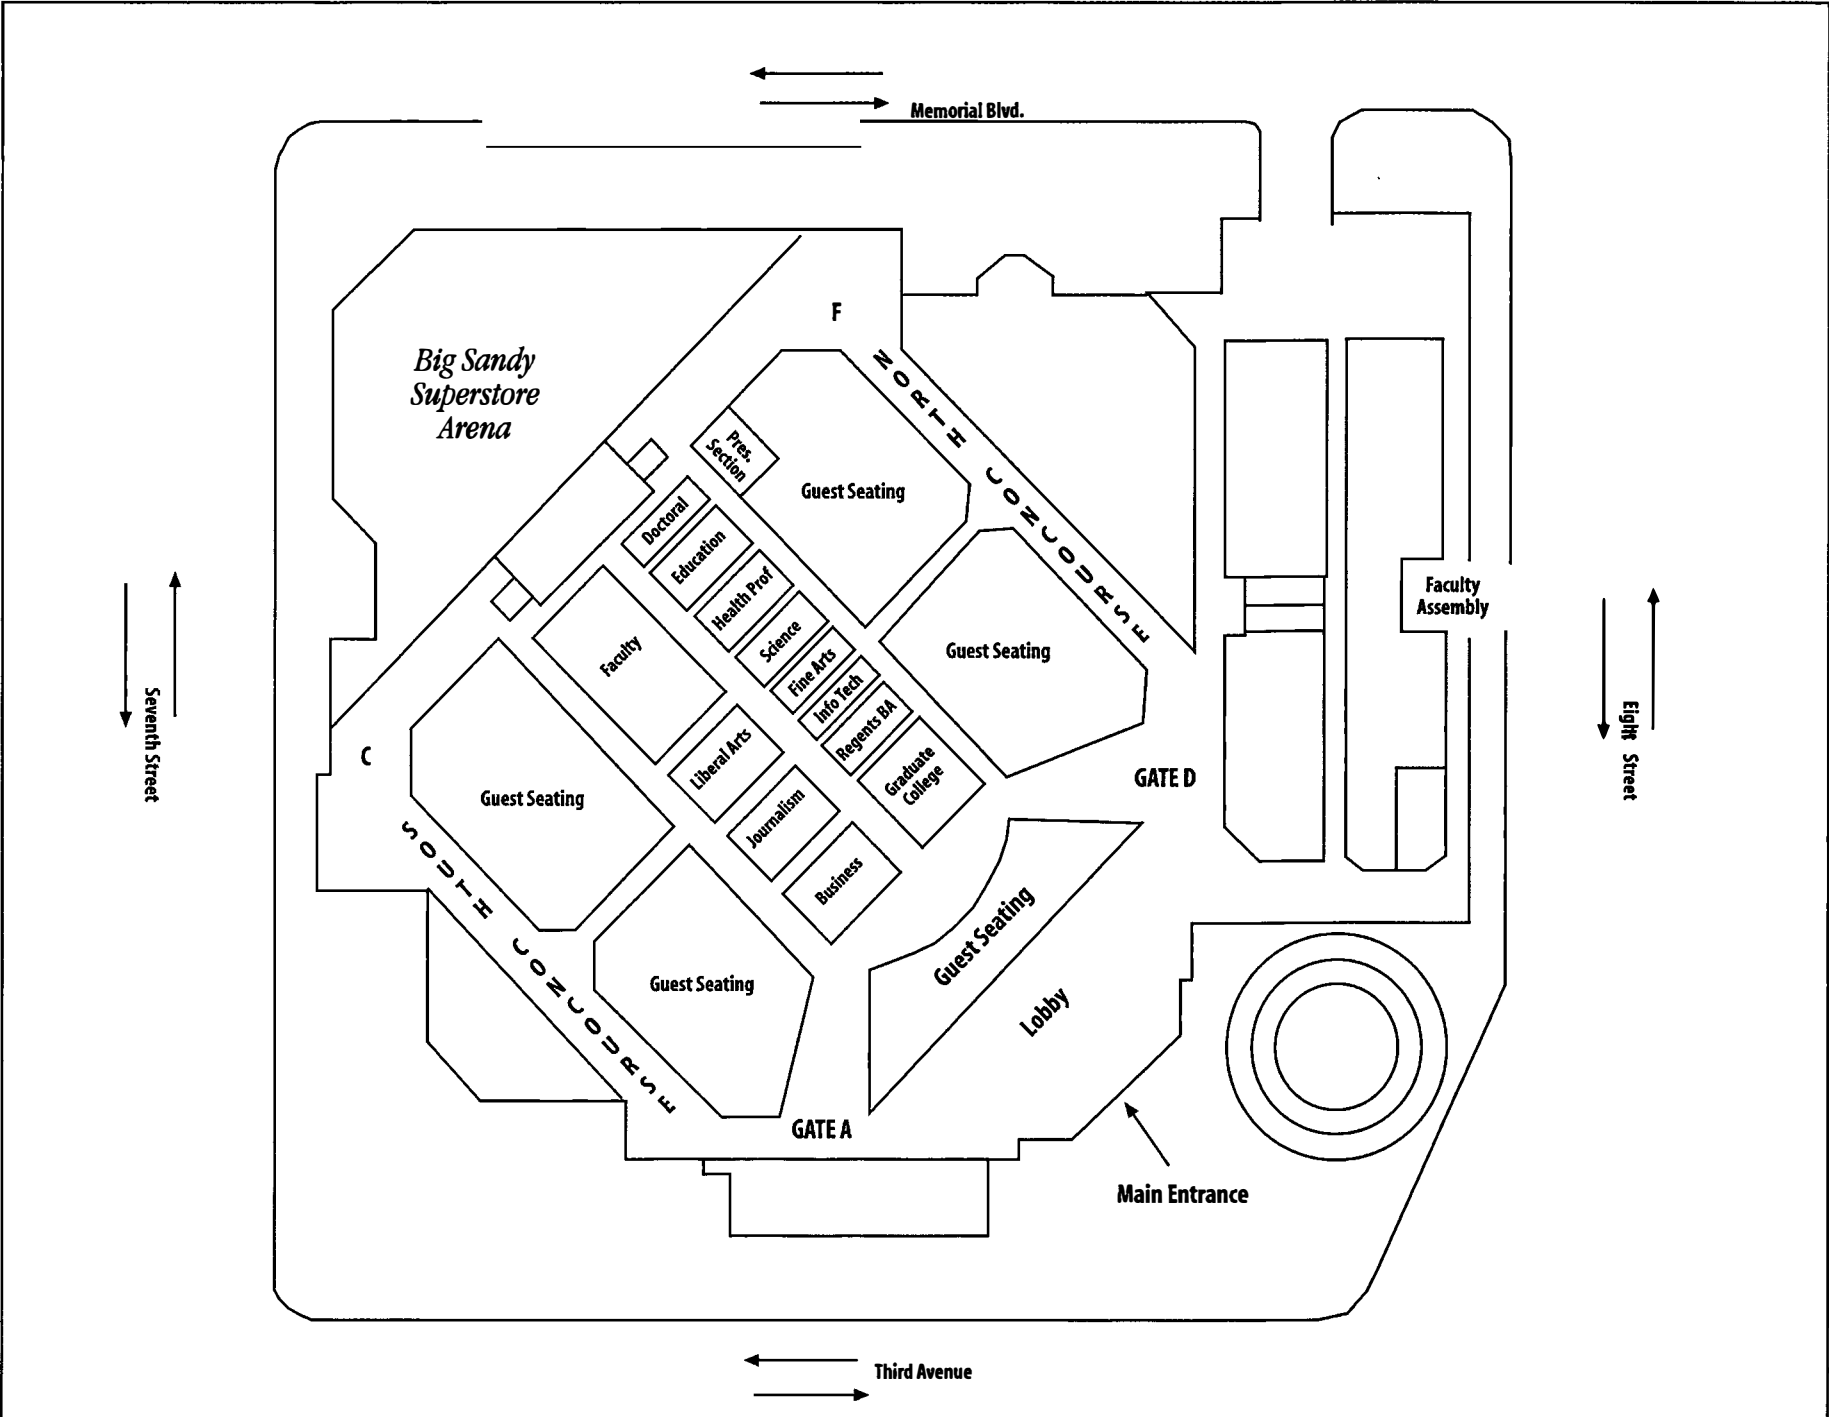 Memorial Blvd.
F
Big Sandy
Superstore
Arena
NORTH CONCOURSE
Pres.
Section
Guest Seating
Doctoral
Education
Health Prof
Science
Fine Arts
Info Tech
Regents BA
Graduate
College
Faculty
Liberal Arts
Journalism
Business
Guest Seating
Faculty
Assembly
Seventh Street
Eight Street
C
GATE D
Guest Seating
SOUTH CONCOURSE
Guest Seating
Guest Seating
Lobby
GATE A
Main Entrance
Third Avenue